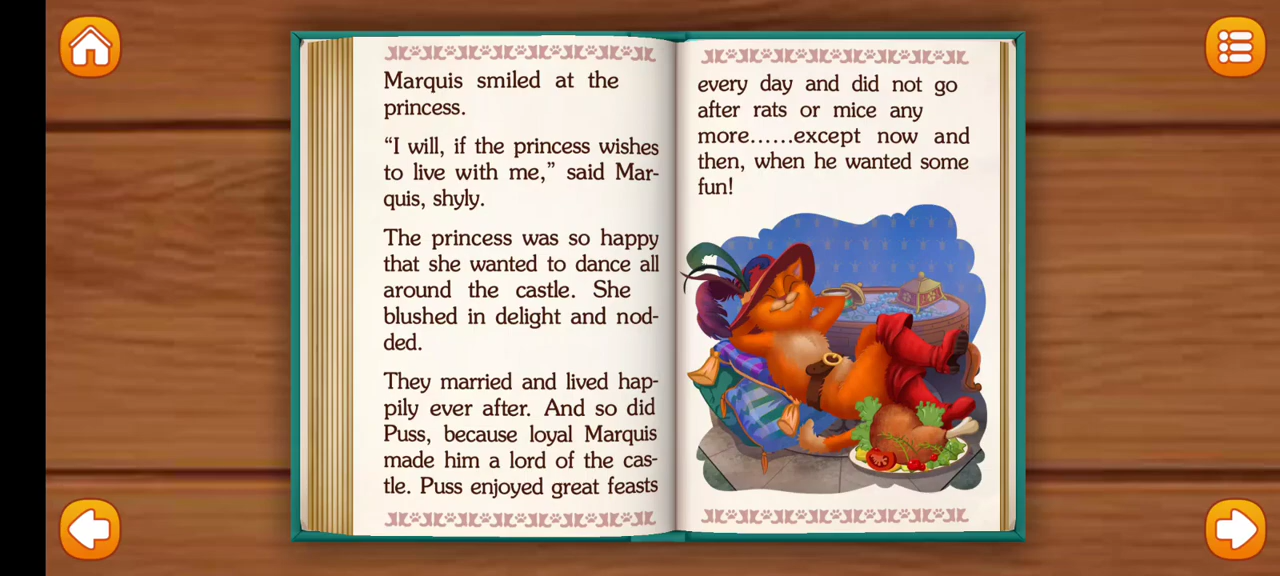 Marquis smiled at the
princess.
“I will, if the princess wishes
to live with me,” said Mar-
quis, shyly.
The princess was so happy
that she wanted to dance all
around the castle. She
blushed in delight and nod-
ded.
They married and lived hap-
pily ever after. And so did
Puss, because loyal Marquis
made him a lord of the cas-
tle. Puss enjoyed great feasts
every day and did not go
after rats or mice any
more......except now and
then, when he wanted some
fun!